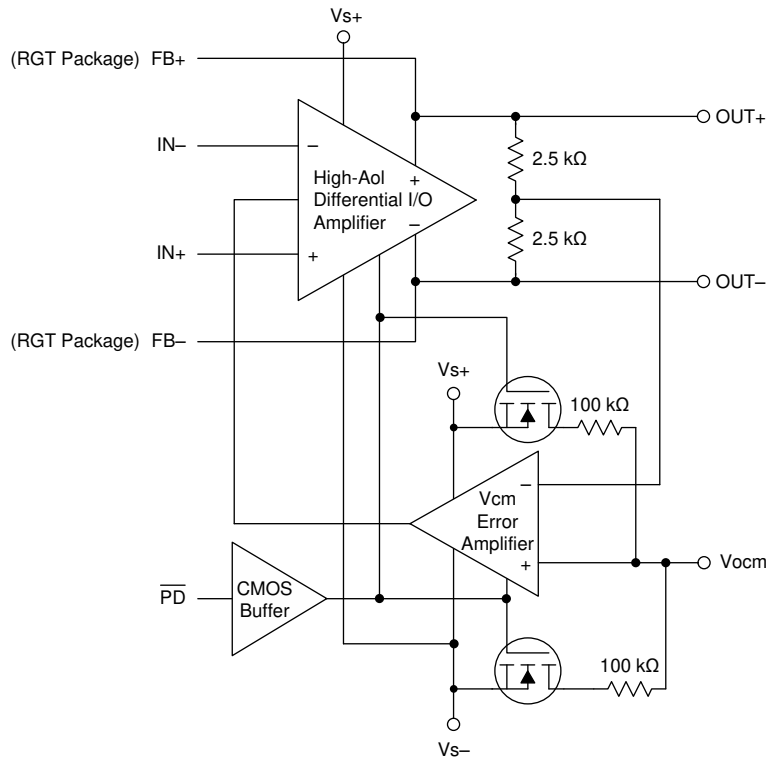 Vs+
(RGT Package) FB+
OUT+
IN–
–
2.5 kΩ
High-Aol
Differential I/O
Amplifier
+
–
2.5 kΩ
IN+
+
OUT–
(RGT Package) FB–
Vs+
100 kΩ
–
Vcm
Error
Amplifier
+
Vocm
PD
CMOS
Buffer
100 kΩ
Vs–